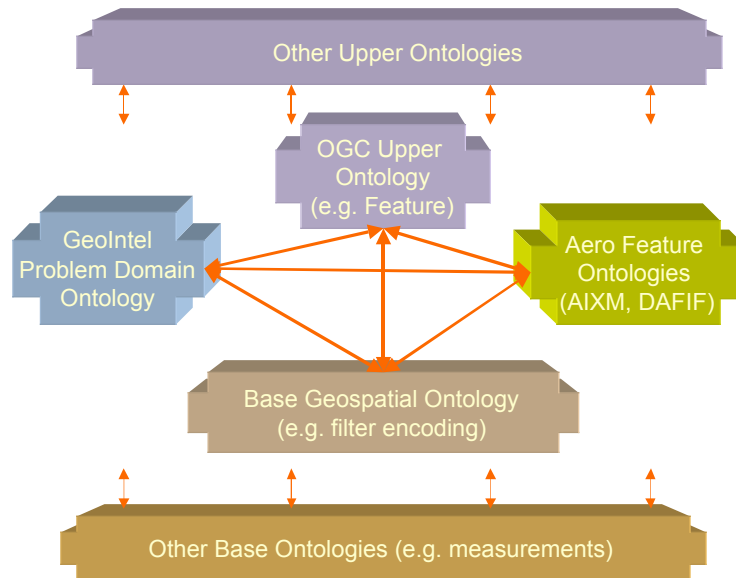 Other Upper Ontologies
OGC Upper
Ontology
(e.g. Feature)
GeoIntel
Problem Domain
Ontology
Aero Feature
Ontologies
(AIXM, DAFIF)
Base Geospatial Ontology
(e.g. filter encoding)
Other Base Ontologies (e.g. measurements)